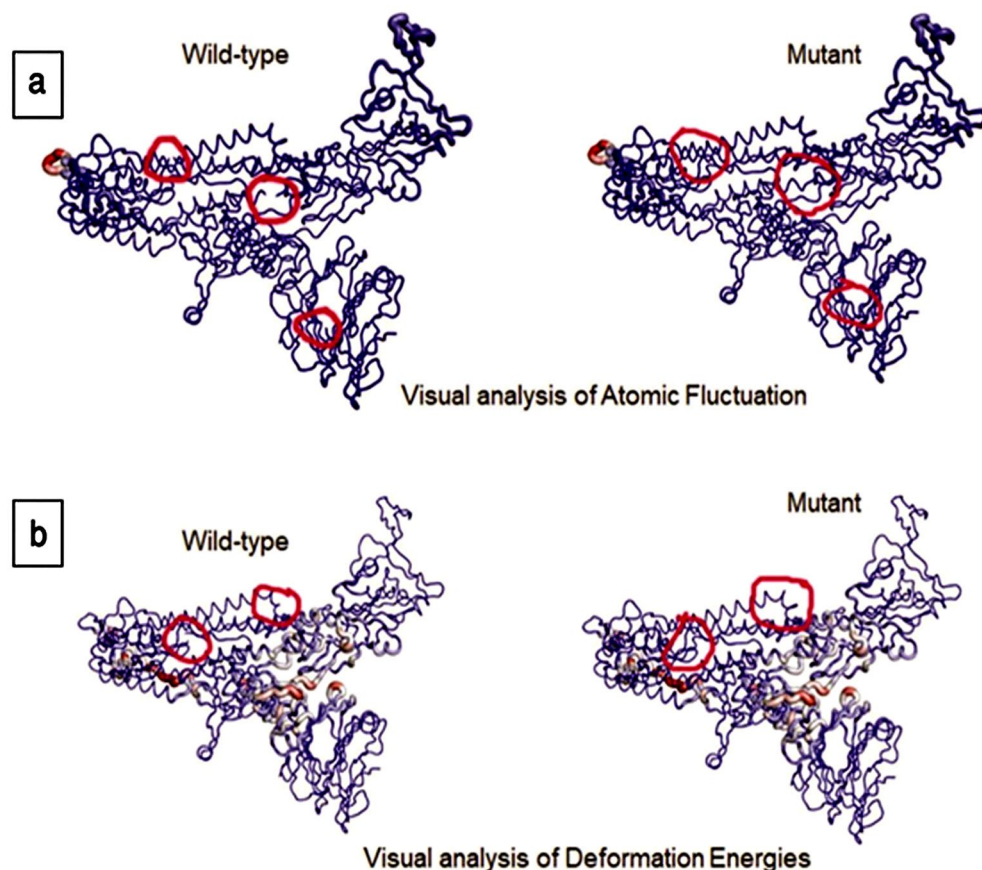 a
Wild-type
Mutant
Visual analysis of Atomic Fluctuation
b
Wild-type
Mutant
Visual analysis of Deformation Energies